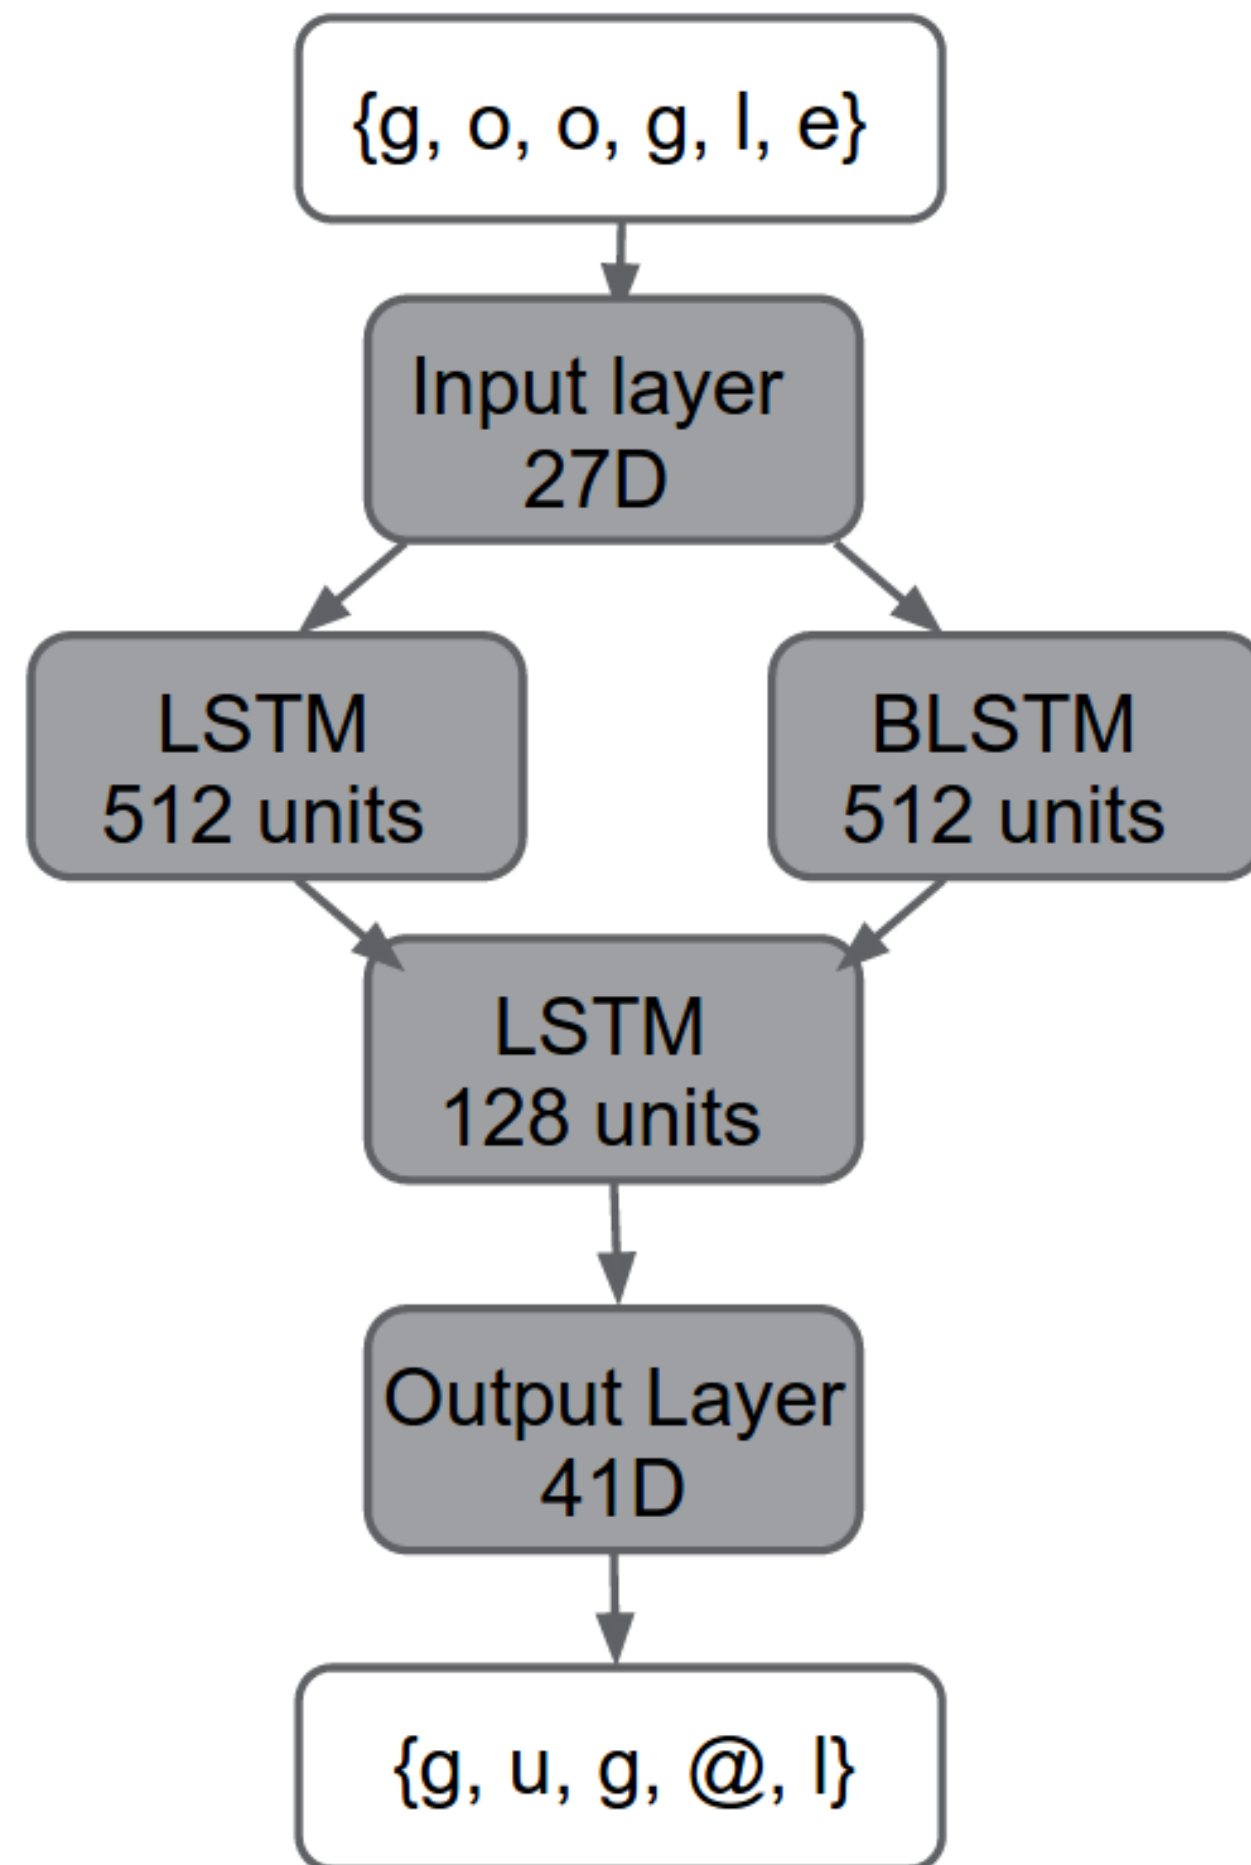 {g, o, o, g, l, e}
Input layer
27D
LSTM
512 units
BLSTM
512 units
LSTM
128 units
Output Layer
41D
{g, u, g, @, l}